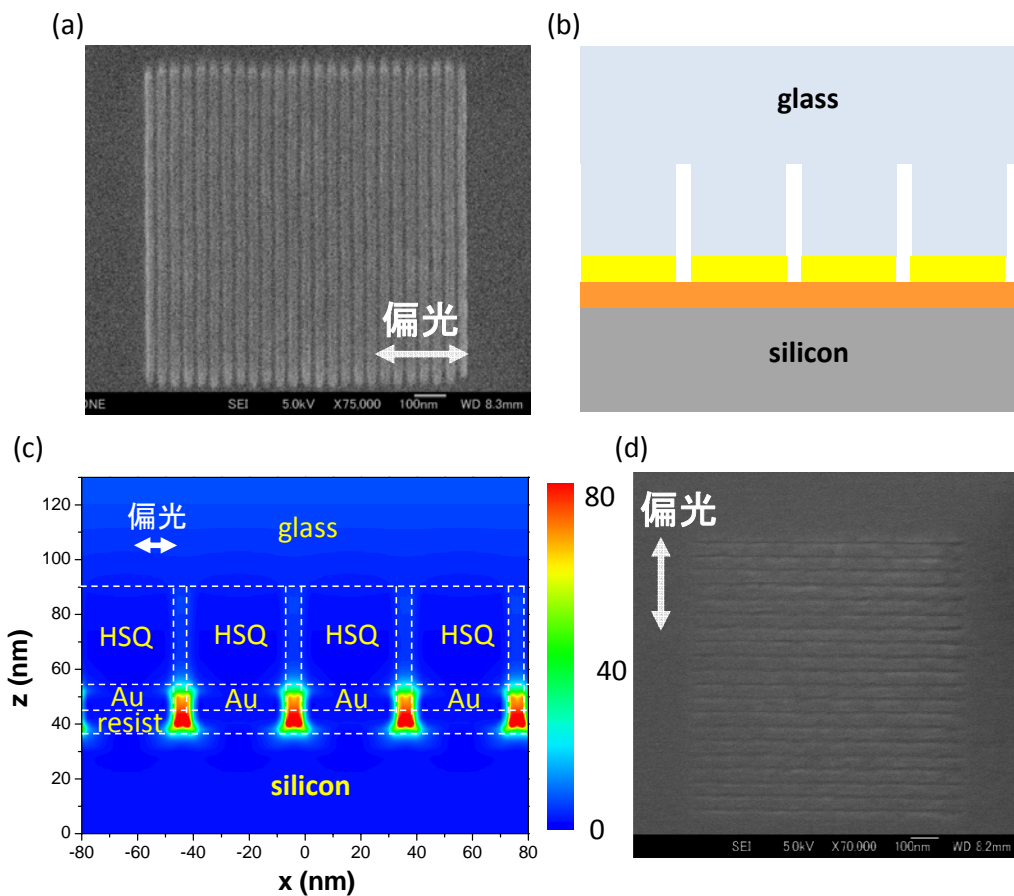 (a)
偏光
ONE SEI 5.0kV X75,000 100nm WD 8.3mm
(b)
glass
silicon
(c)
偏光
glass
HSQ HSQ HSQ HSQ
Au Au Au Au
resist
silicon
z (nm)
120
100
80
60
40
20
0
-80 -60 -40 -20 0 20 40 60 80
x (nm)
80
40
0
(d)
偏光
SEI 5.0kV X70,000 100nm WD 8.2mm